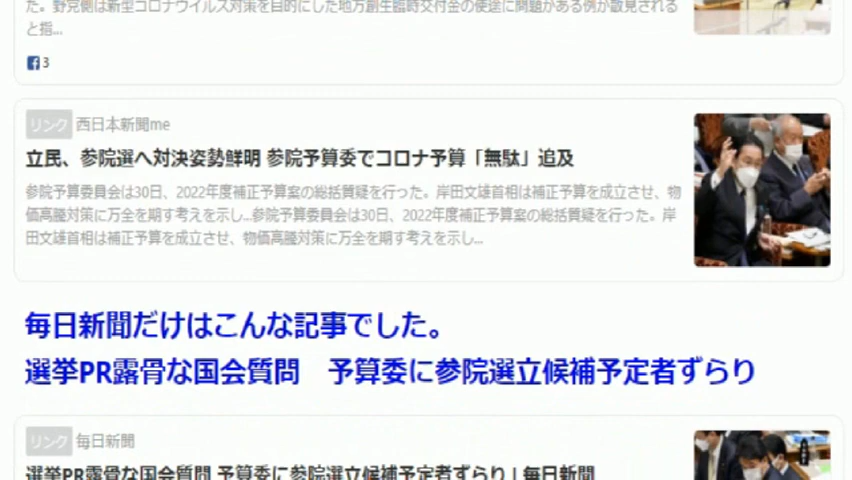 た。野党側は新型コロナウイルス対策を目的にした地方創生臨時交付金の使途に問題がある例が散見される
と指...
3
リンク 西日本新聞me
立民、参院選へ対決姿勢鮮明 参院予算委でコロナ予算「無駄」追及
参院予算委員会は30日、2022年度補正予算案の総括質疑を行った。岸田文雄首相は補正予算を成立させ、物
価高騰対策に万全を期す考えを示し...参院予算委員会は30日、2022年度補正予算案の総括質疑を行った。岸
田文雄首相は補正予算を成立させ、物価高騰対策に万全を期す考えを示し...
毎日新聞だけはこんな記事でした。
選挙PR露骨な国会質問　予算委に参院選立候補予定者ずらり
リンク 毎日新聞
選挙PR露骨な国会質問 予算委に参院選立候補予定者ずらり | 毎日新聞